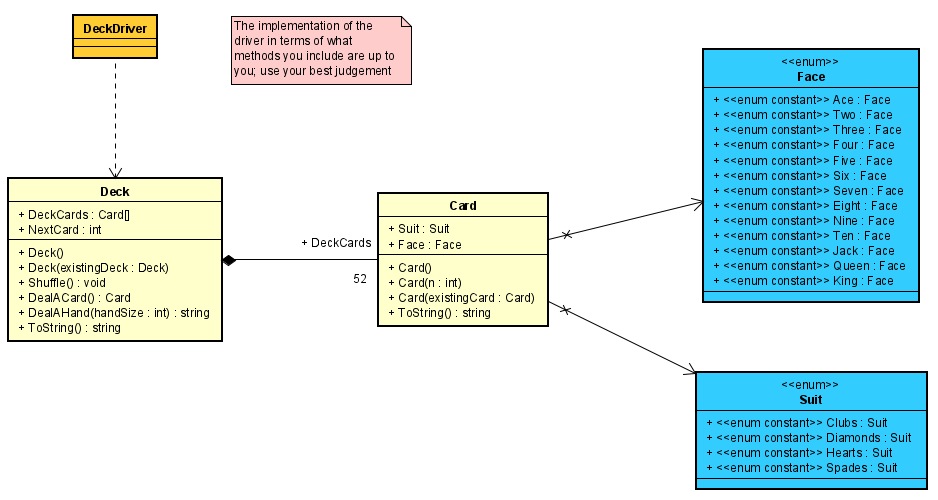 DeckDriver
The implementation of the
driver in terms of what
methods you include are up to
you; use your best judgement
<<enum>>
Face
+ <<enum constant>> Ace : Face
+ <<enum constant>> Two : Face
+ <<enum constant>> Three : Face
+ <<enum constant>> Four : Face
+ <<enum constant>> Five : Face
+ <<enum constant>> Six : Face
+ <<enum constant>> Seven : Face
+ <<enum constant>> Eight : Face
+ <<enum constant>> Nine : Face
+ <<enum constant>> Ten : Face
+ <<enum constant>> Jack : Face
+ <<enum constant>> Queen : Face
+ <<enum constant>> King : Face
Deck
+ DeckCards : Card[]
+ NextCard : int
+ Deck()
+ Deck(existingDeck : Deck)
+ Shuffle() : void
+ DealACard() : Card
+ DealAHand(handSize : int) : string
+ ToString() : string
+ DeckCards
52
Card
+ Suit : Suit
+ Face : Face
+ Card()
+ Card(n : int)
+ Card(existingCard : Card)
+ ToString() : string
<<enum>>
Suit
+ <<enum constant>> Clubs : Suit
+ <<enum constant>> Diamonds : Suit
+ <<enum constant>> Hearts : Suit
+ <<enum constant>> Spades : Suit